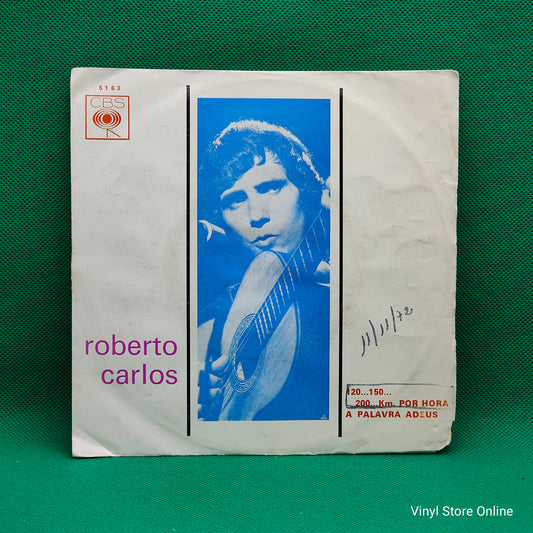 5163
CBS
roberto
carlos
11/11/72
120...150...
200...Km. POR HORA
A PALAVRA ADEUS
Vinyl Store Online